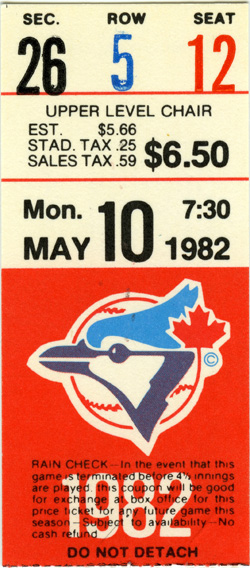 SEC. ROW SEAT
26 5 12
UPPER LEVEL CHAIR
EST. $5.66
STAD. TAX .25
SALES TAX .59 $6.50
Mon. 10 7:30
MAY 1982
©
RAIN CHECK—In the event that this
game is terminated before 4½ innings
are played, this coupon will be good
for exchange at box office for this
price ticket for any future game this
season—Subject to availability—No
cash refund.
1982
DO NOT DETACH